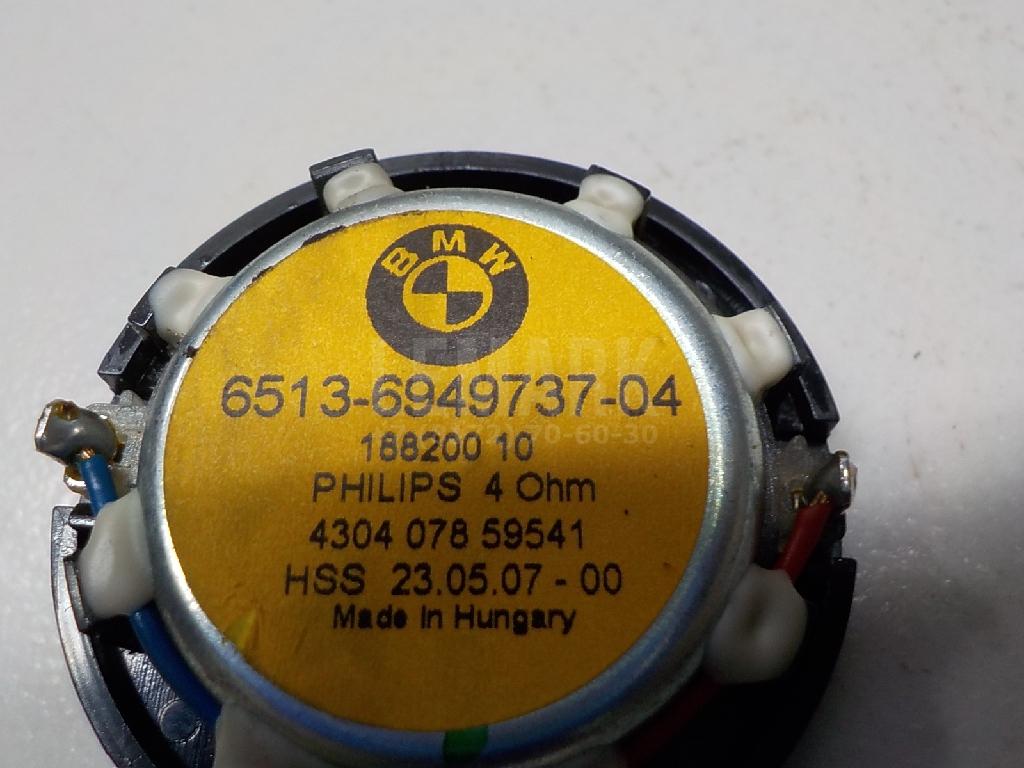 BMW
6513-6949737-04
188200 10
PHILIPS 4 Ohm
4304 078 59541
HSS 23.05.07 - 00
Made In Hungary